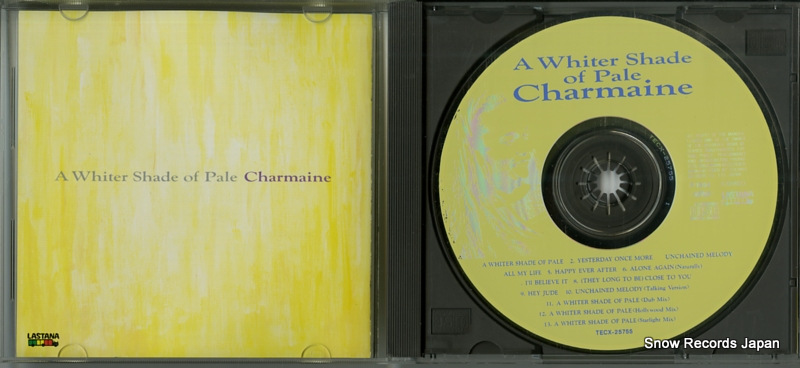 A Whiter Shade of Pale Charmaine
LASTANA
A Whiter Shade
of Pale
Charmaine
TECX-25755
A WHITER SHADE OF PALE 2. YESTERDAY ONCE MORE UNCHAINED MELODY
ALL MY LIFE 5. HAPPY EVER AFTER 6. ALONE AGAIN (Naturally)
I'LL BELIEVE IT 8. (THEY LONG TO BE) CLOSE TO YOU
9. HEY JUDE 10. UNCHAINED MELODY (Talking Version)
11. A WHITER SHADE OF PALE (Dub Mix)
12. A WHITER SHADE OF PALE (Hollywood Mix)
13. A WHITER SHADE OF PALE (Starlight Mix)
TECX-25755
Snow Records Japan